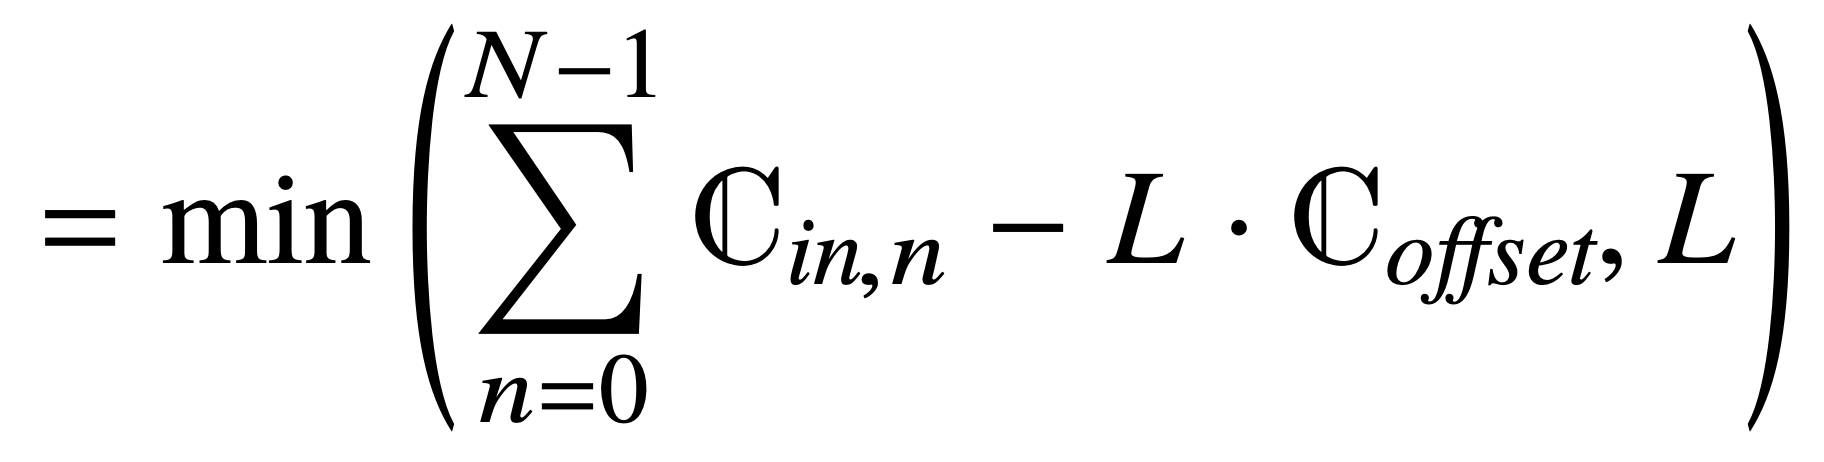 = min ( ∑_{n=0}^{N−1} ℂ_{in,n} − L · ℂ_{offset}, L )